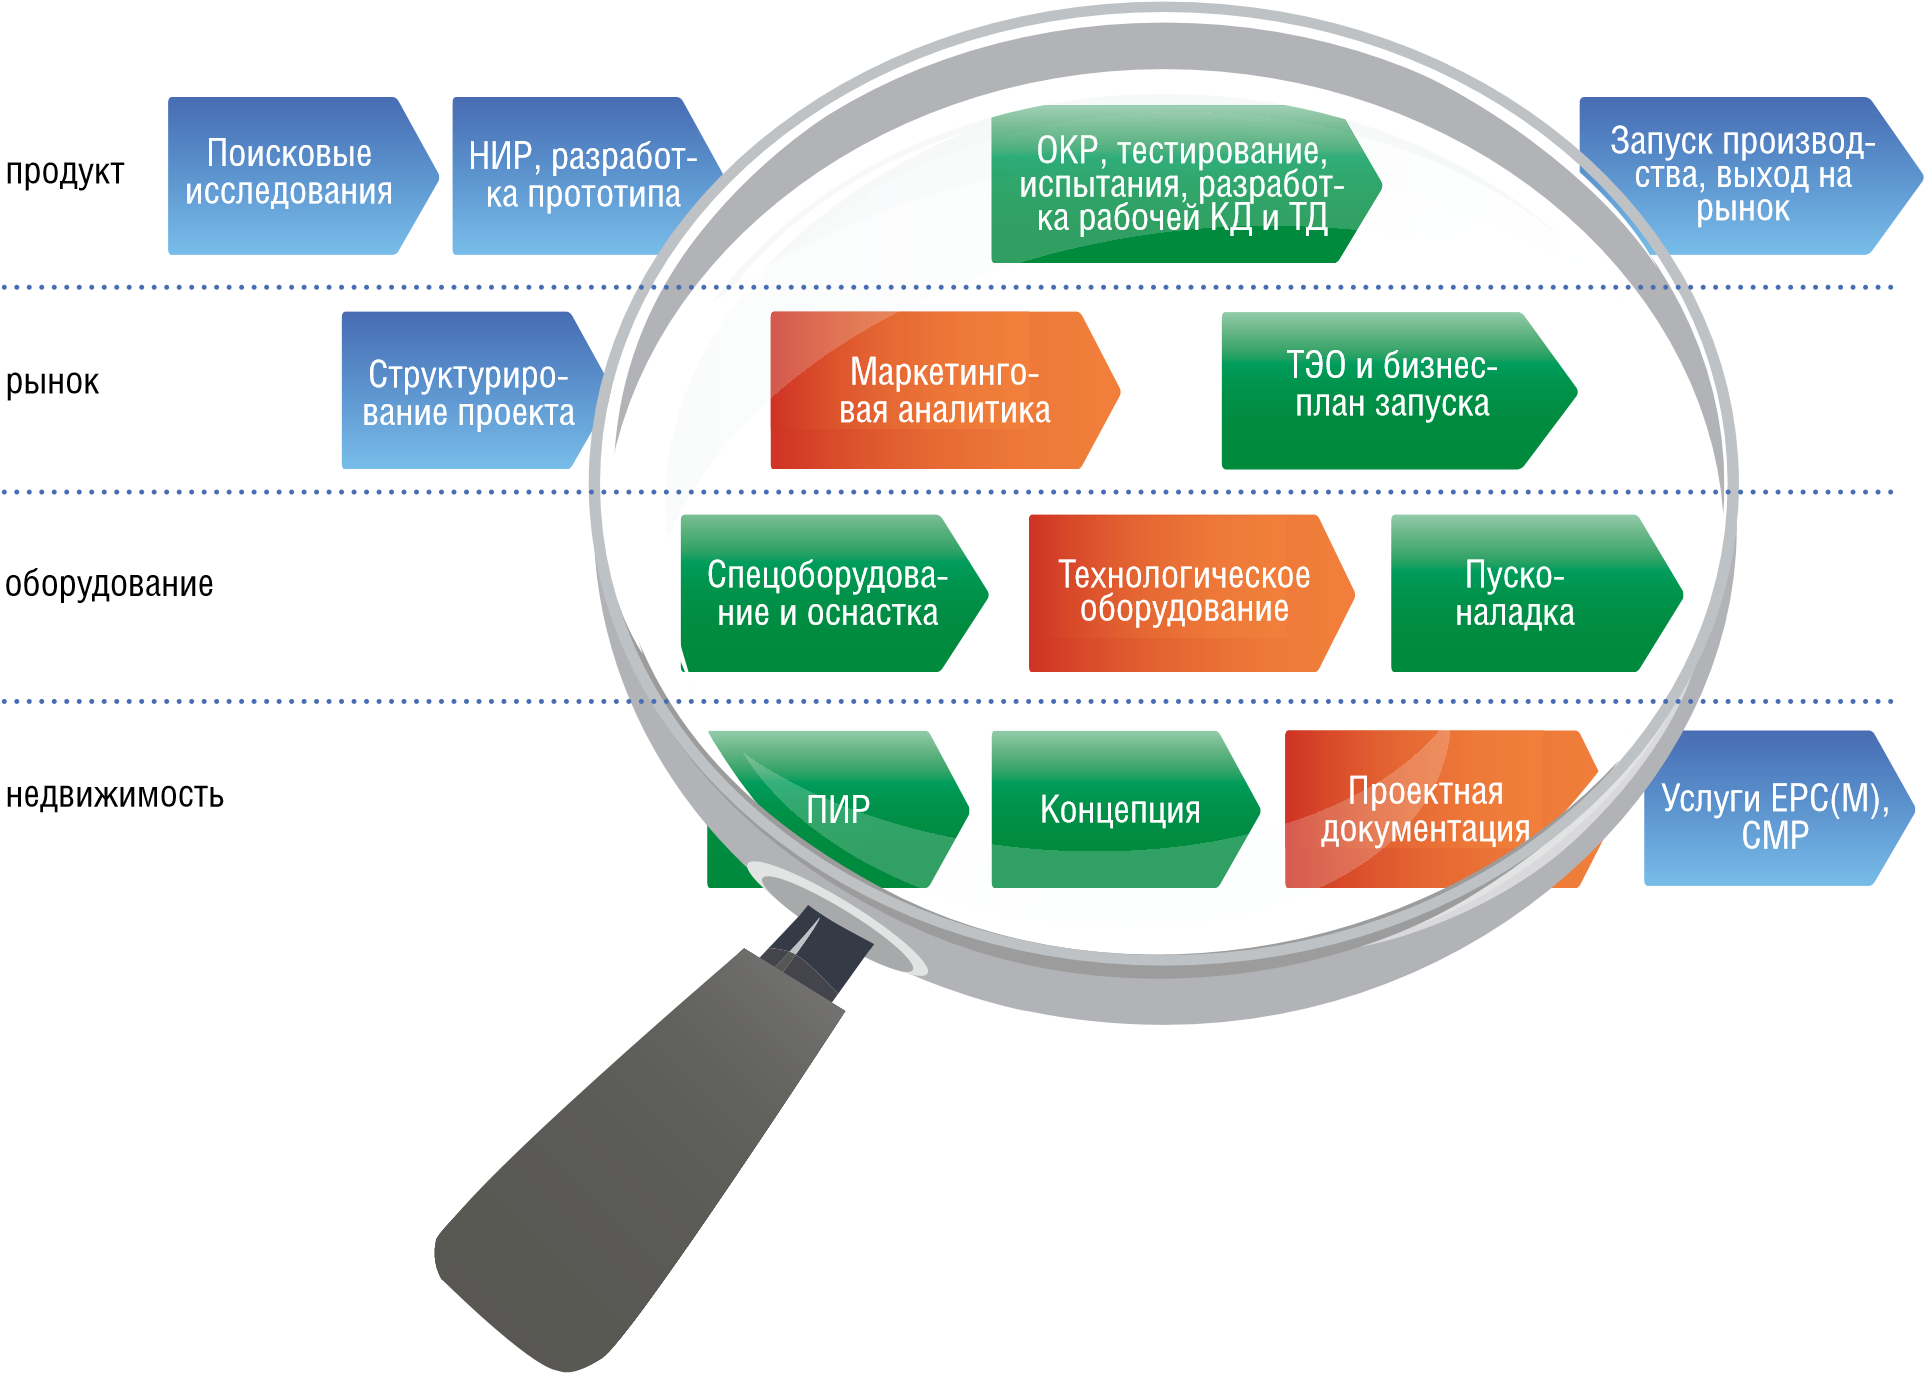 продукт
Поисковые
исследования
НИР, разработ-
ка прототипа
ОКР, тестирование,
испытания, разработ-
ка рабочей КД и ТД
Запуск производ-
ства, выход на
рынок
рынок
Структуриро-
вание проекта
Маркетинго-
вая аналитика
ТЭО и бизнес-
план запуска
оборудование
Спецоборудова-
ние и оснастка
Технологическое
оборудование
Пуско-
наладка
недвижимость
ПИР
Концепция
Проектная
документация
Услуги EPC(M),
СМР